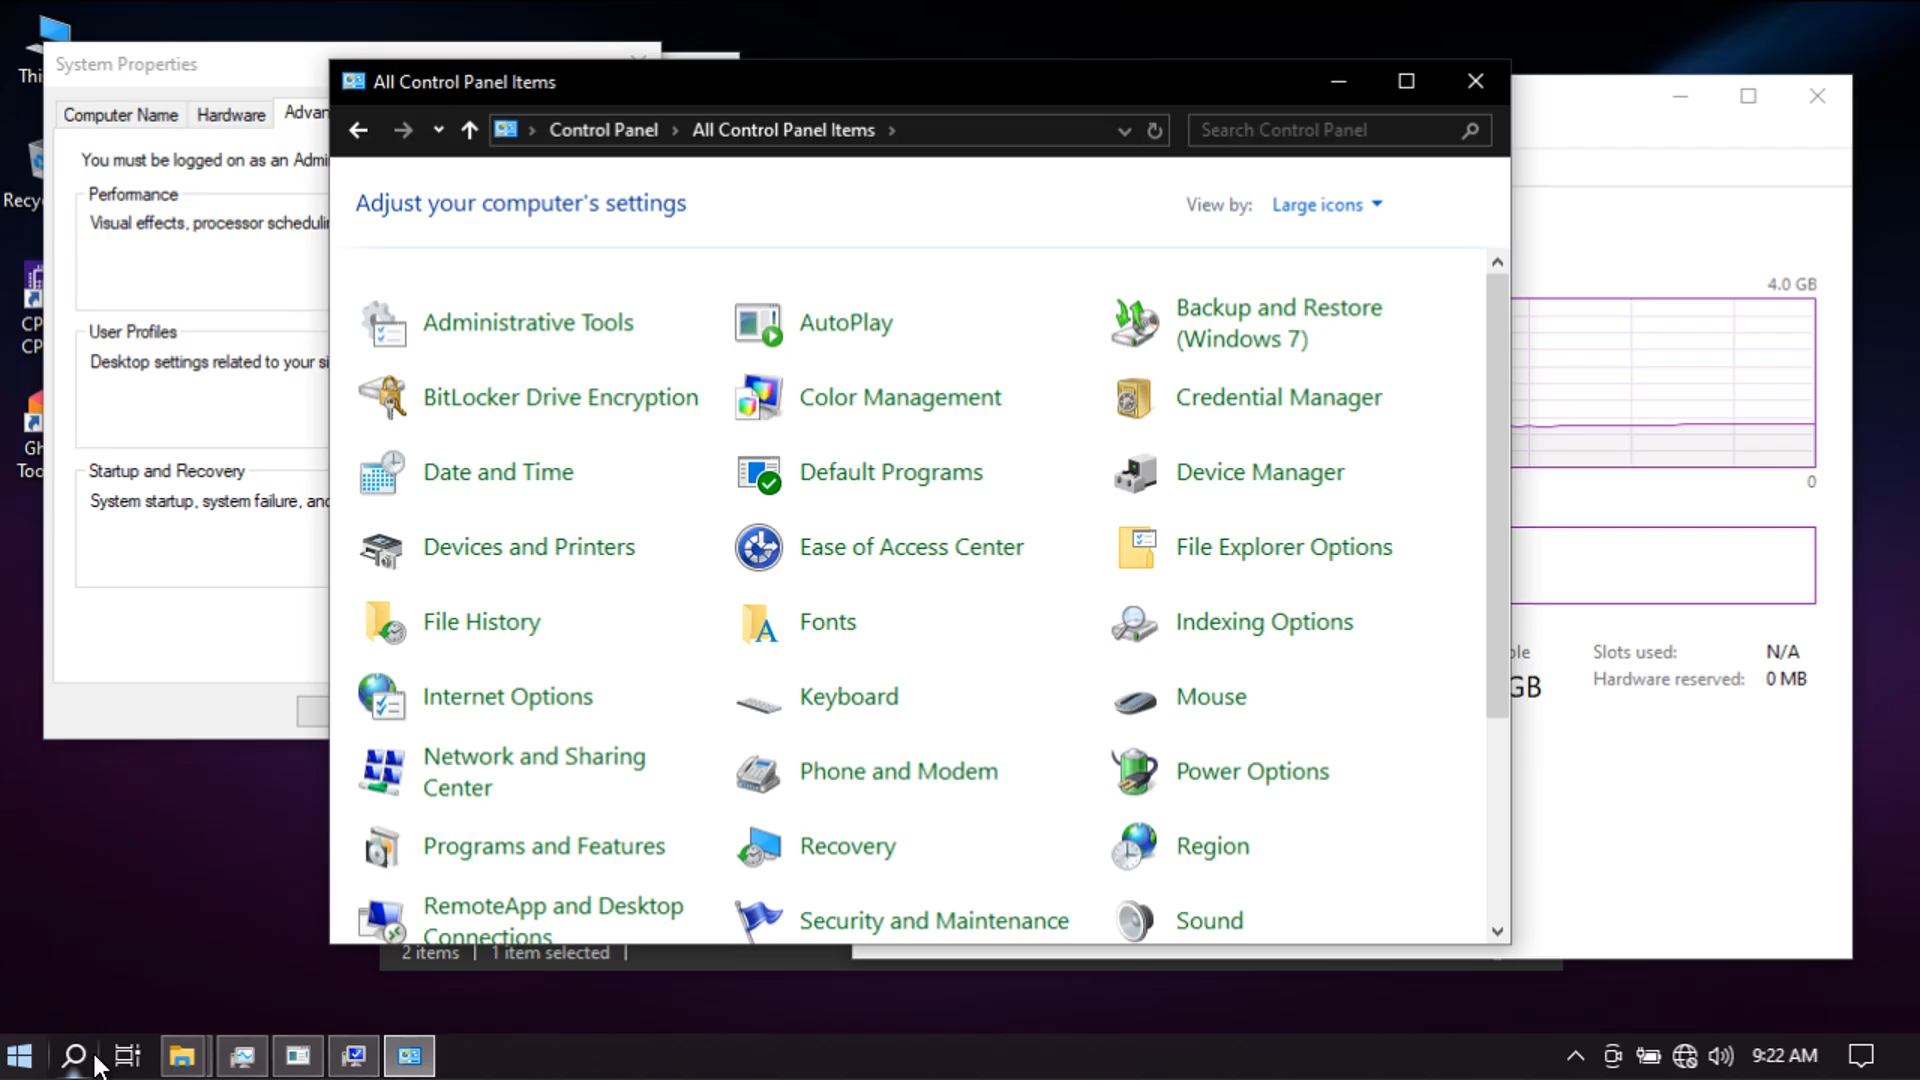 Thi
System Properties
Recy
CP
CP
Gh
Too
Computer Name
Hardware
Advan
You must be logged on as an Admi
Performance
Visual effects, processor schedulin
User Profiles
Desktop settings related to your si
Startup and Recovery
System startup, system failure, and
All Control Panel Items
Control Panel
All Control Panel Items
Search Control Panel
Adjust your computer's settings
View by: Large icons
Administrative Tools
AutoPlay
Backup and Restore
(Windows 7)
BitLocker Drive Encryption
Color Management
Credential Manager
Date and Time
Default Programs
Device Manager
Devices and Printers
Ease of Access Center
File Explorer Options
File History
Fonts
Indexing Options
Internet Options
Keyboard
Mouse
Network and Sharing
Center
Phone and Modem
Power Options
Programs and Features
Recovery
Region
RemoteApp and Desktop
Connections
Security and Maintenance
Sound
2 items
1 item selected
4.0 GB
0
ble
GB
Slots used: N/A
Hardware reserved: 0 MB
9:22 AM